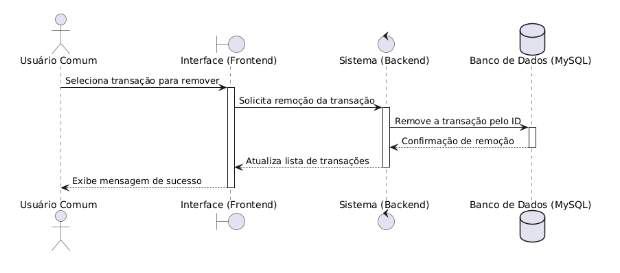 Usuário Comum
Interface (Frontend)
Sistema (Backend)
Banco de Dados (MySQL)
Seleciona transação para remover
Solicita remoção da transação
Remove a transação pelo ID
Confirmação de remoção
Atualiza lista de transações
Exibe mensagem de sucesso
Usuário Comum
Interface (Frontend)
Sistema (Backend)
Banco de Dados (MySQL)